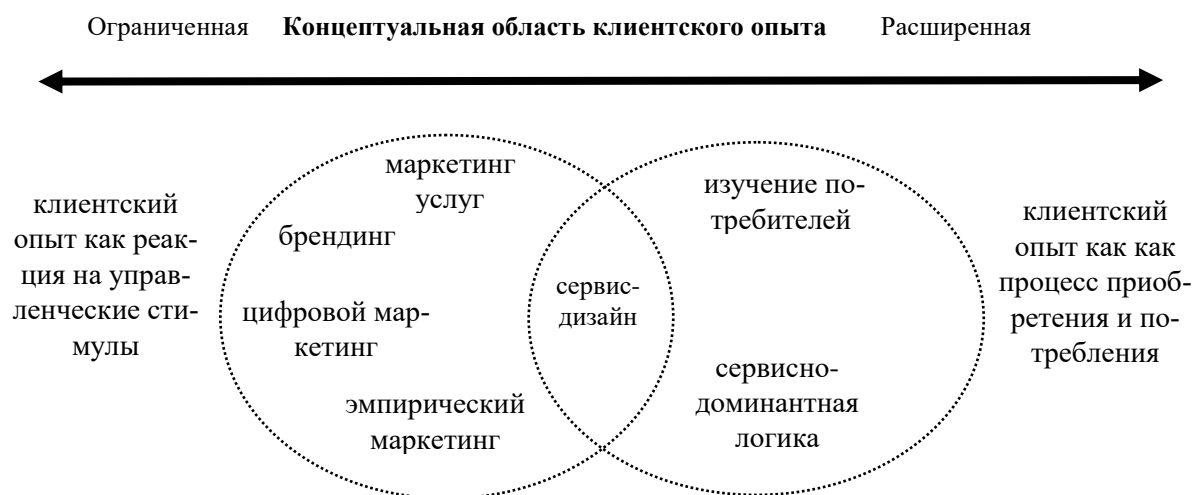 Ограниченная Концептуальная область клиентского опыта Расширенная
клиентский
опыт как реак-
ция на управ-
ленческие сти-
мулы
маркетинг
услуг
брендинг
цифровой мар-
кетинг
эмпирический
маркетинг
сервис-
дизайн
изучение по-
требителей
сервисно-
доминантная
логика
клиентский
опыт как как
процесс приоб-
ретения и по-
требления